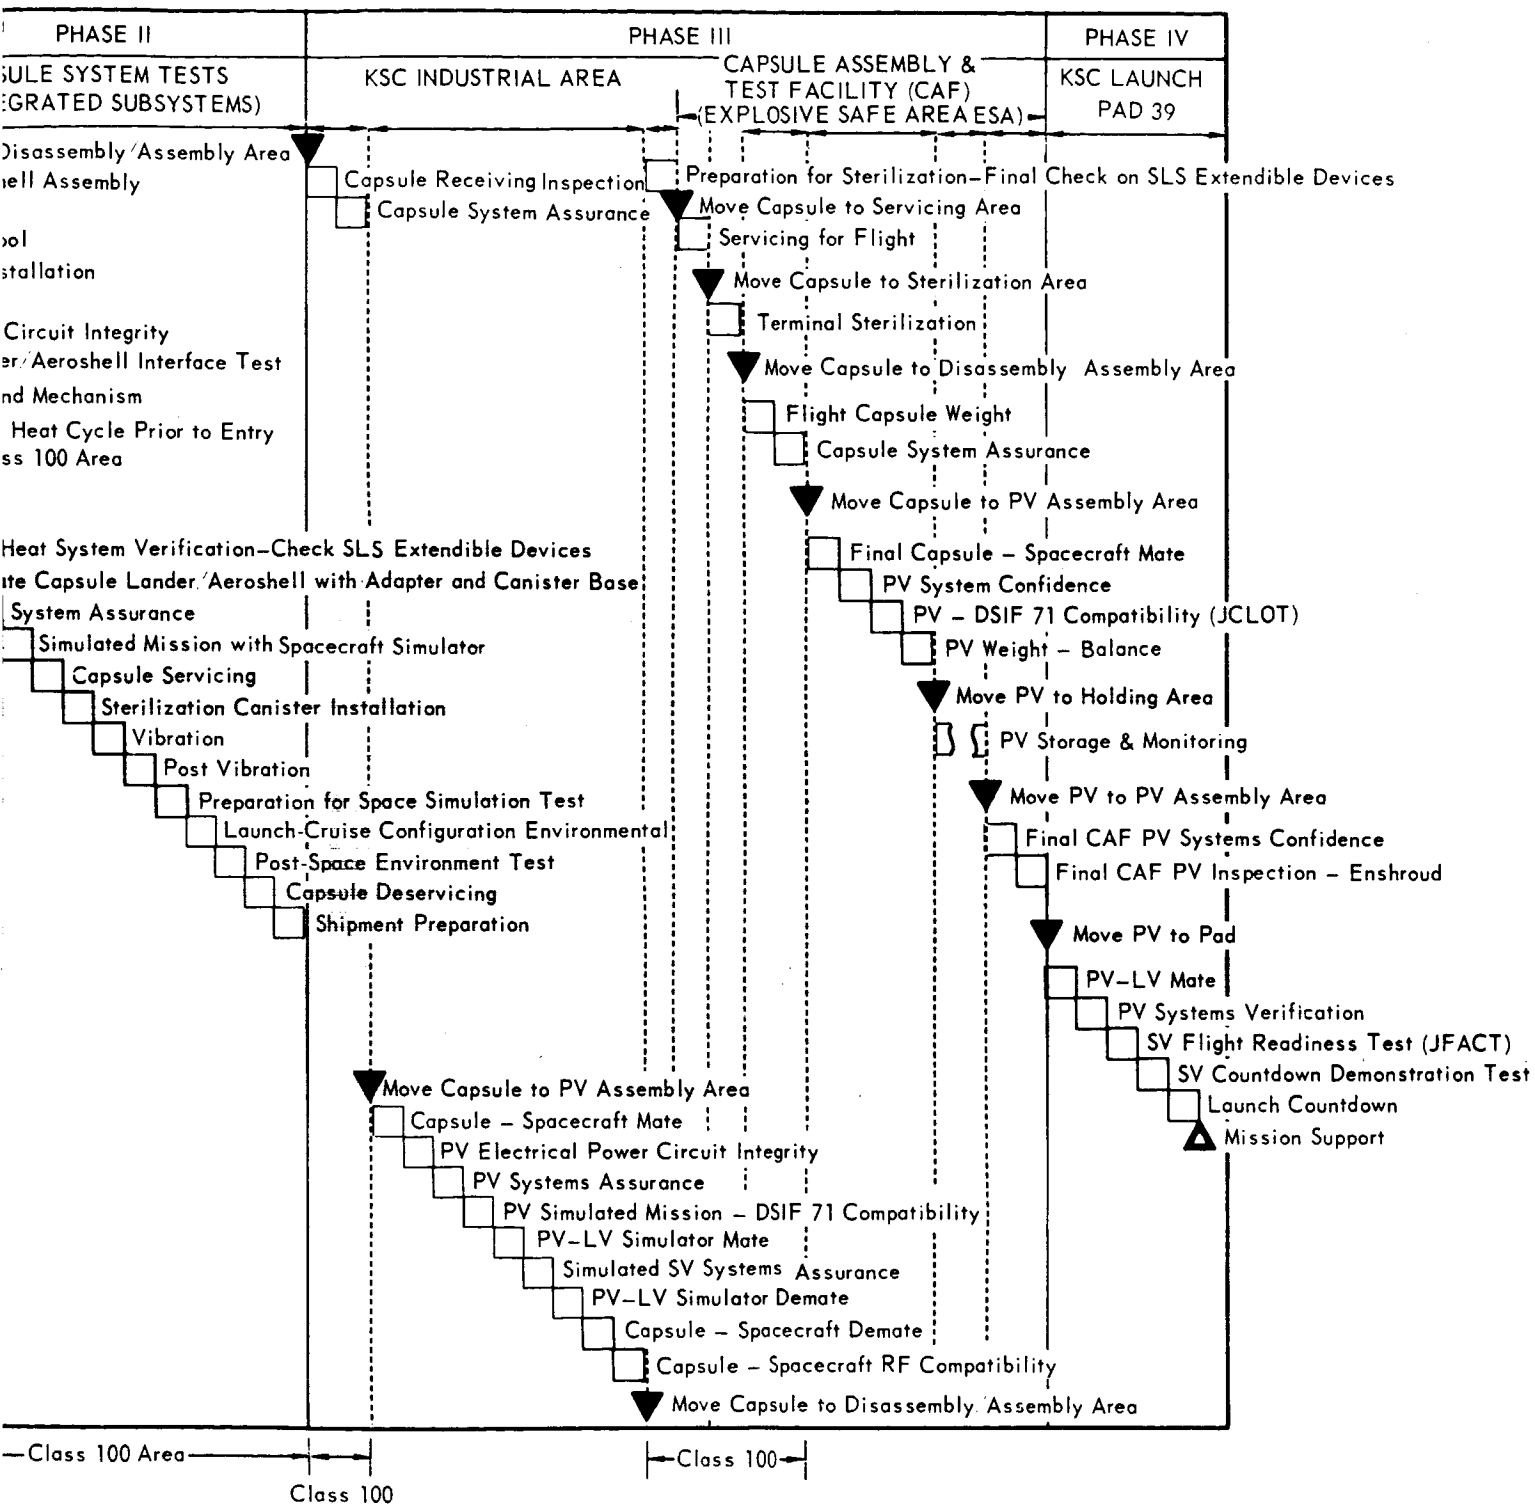 PHASE II
PHASE III
PHASE IV
SULE SYSTEM TESTS
EGRATED SUBSYSTEMS)
KSC INDUSTRIAL AREA
CAPSULE ASSEMBLY &
TEST FACILITY (CAF)
(EXPLOSIVE SAFE AREA ESA)
KSC LAUNCH
PAD 39
Disassembly/Assembly Area
hell Assembly
ool
stallation
Circuit Integrity
er/Aeroshell Interface Test
nd Mechanism
Heat Cycle Prior to Entry
ss 100 Area
Heat System Verification–Check SLS Extendible Devices
ate Capsule Lander/Aeroshell with Adapter and Canister Base
System Assurance
Simulated Mission with Spacecraft Simulator
Capsule Servicing
Sterilization Canister Installation
Vibration
Post Vibration
Preparation for Space Simulation Test
Launch-Cruise Configuration Environmental
Post-Space Environment Test
Capsule Deservicing
Shipment Preparation
Capsule Receiving Inspection
Capsule System Assurance
Move Capsule to PV Assembly Area
Capsule – Spacecraft Mate
PV Electrical Power Circuit Integrity
PV Systems Assurance
PV Simulated Mission – DSIF 71 Compatibility
PV–LV Simulator Mate
Simulated SV Systems Assurance
PV–LV Simulator Demate
Capsule – Spacecraft Demate
Capsule – Spacecraft RF Compatibility
Move Capsule to Disassembly/Assembly Area
Preparation for Sterilization–Final Check on SLS Extendible Devices
Move Capsule to Servicing Area
Servicing for Flight
Move Capsule to Sterilization Area
Terminal Sterilization
Move Capsule to Disassembly Assembly Area
Flight Capsule Weight
Capsule System Assurance
Move Capsule to PV Assembly Area
Final Capsule – Spacecraft Mate
PV System Confidence
PV – DSIF 71 Compatibility (JCLOT)
PV Weight – Balance
Move PV to Holding Area
PV Storage & Monitoring
Move PV to PV Assembly Area
Final CAF PV Systems Confidence
Final CAF PV Inspection – Enshroud
Move PV to Pad
PV–LV Mate
PV Systems Verification
SV Flight Readiness Test (JFACT)
SV Countdown Demonstration Test
Launch Countdown
Mission Support
Class 100 Area
Class 100
Class 100